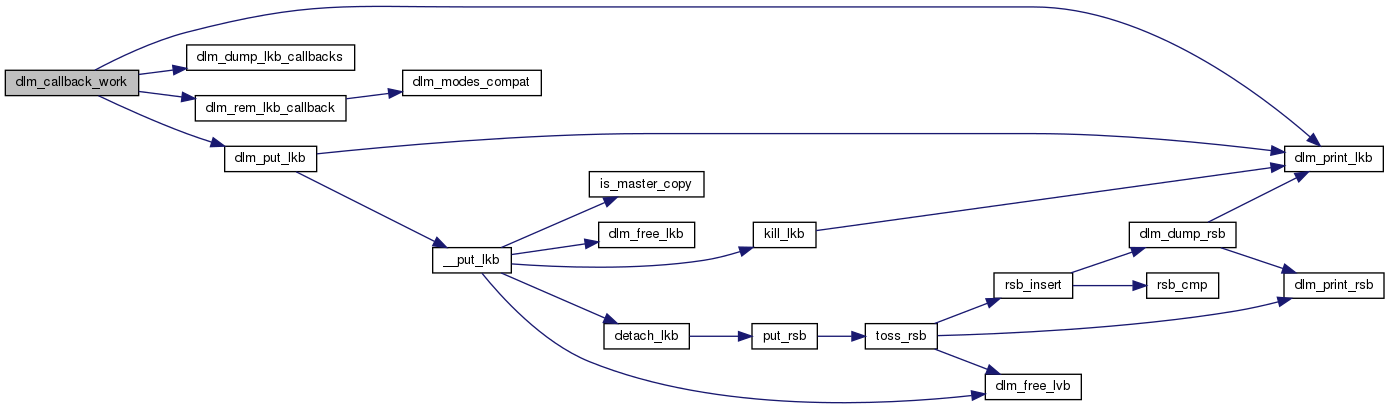 dlm_callback_work
dlm_dump_lkb_callbacks
dlm_rem_lkb_callback
dlm_modes_compat
dlm_put_lkb
dlm_print_lkb
is_master_copy
dlm_free_lkb
kill_lkb
__put_lkb
dlm_dump_rsb
rsb_insert
rsb_cmp
dlm_print_rsb
detach_lkb
put_rsb
toss_rsb
dlm_free_lvb